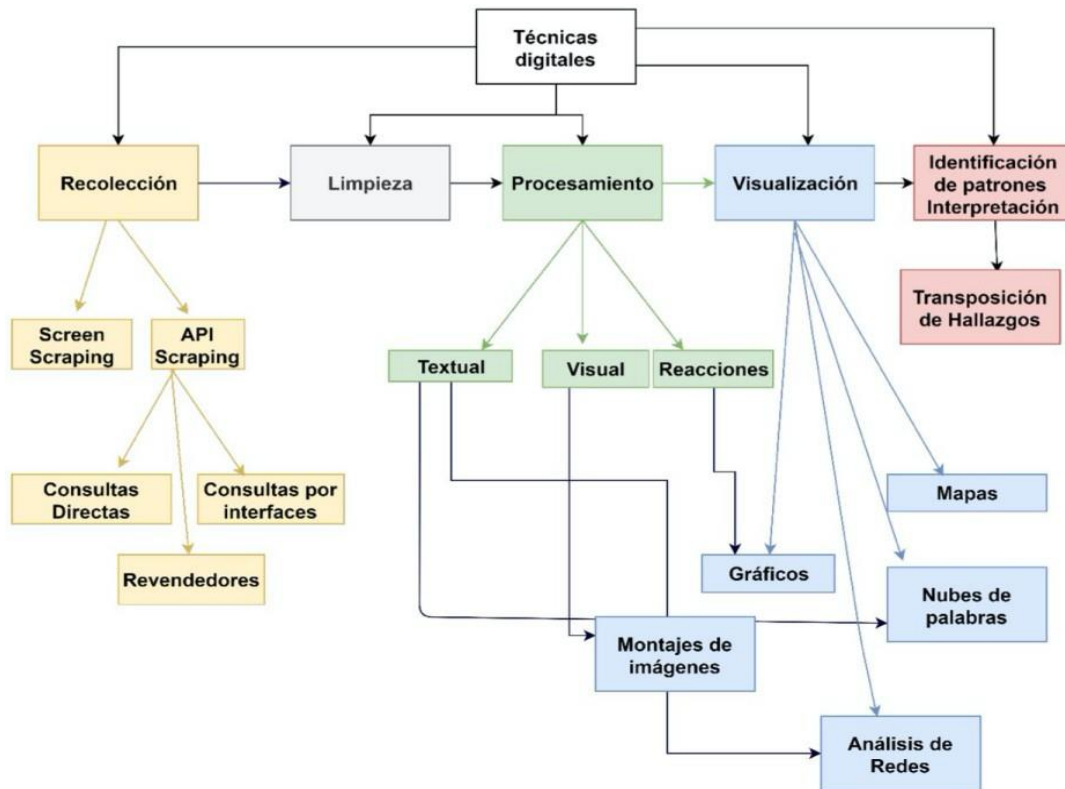 Técnicas
digitales
Recolección
Limpieza
Procesamiento
Visualización
Identificación
de patrones
Interpretación
Transposición
de Hallazgos
Screen
Scraping
API
Scraping
Textual
Visual
Reacciones
Consultas
Directas
Consultas por
interfaces
Revendedores
Mapas
Gráficos
Nubes de
palabras
Montajes de
imágenes
Análisis de
Redes